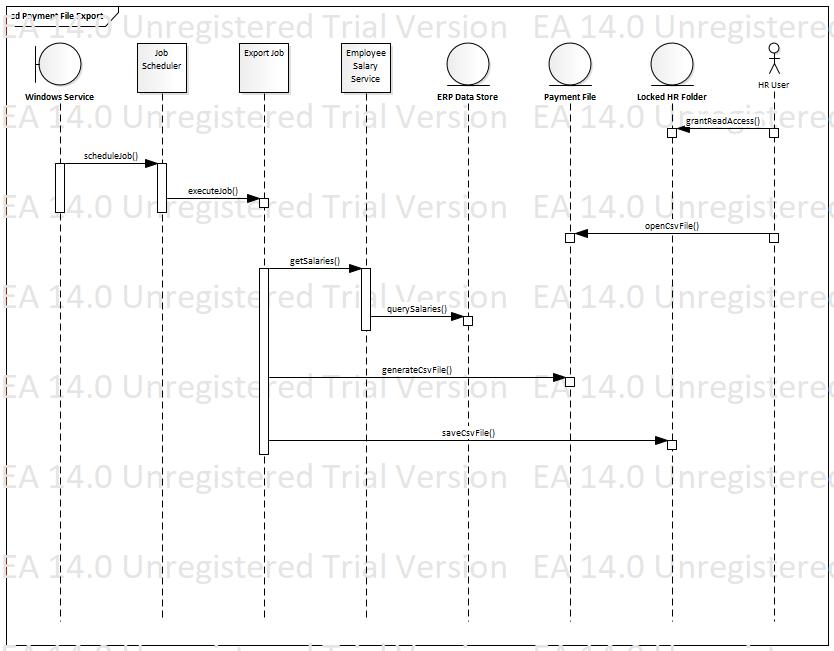 sd Payment File Export
EA 14.0 Unregistered Trial Version EA 14.0 Unregistered
Job
Scheduler
Export Job
Employee
Salary
Service
Windows Service
ERP Data Store
Payment File
Locked HR Folder
HR User
EA 14.0 Unregistered Trial Version EA 14.0 Unregistered
grantReadAccess()
scheduleJob()
executeJob()
EA 14.0 Unregistered Trial Version EA 14.0 Unregistered
openCsvFile()
getSalaries()
EA 14.0 Unregistered Trial Version EA 14.0 Unregistered
querySalaries()
generateCsvFile()
EA 14.0 Unregistered Trial Version EA 14.0 Unregistered
saveCsvFile()
EA 14.0 Unregistered Trial Version EA 14.0 Unregistered
EA 14.0 Unregistered Trial Version EA 14.0 Unregistered